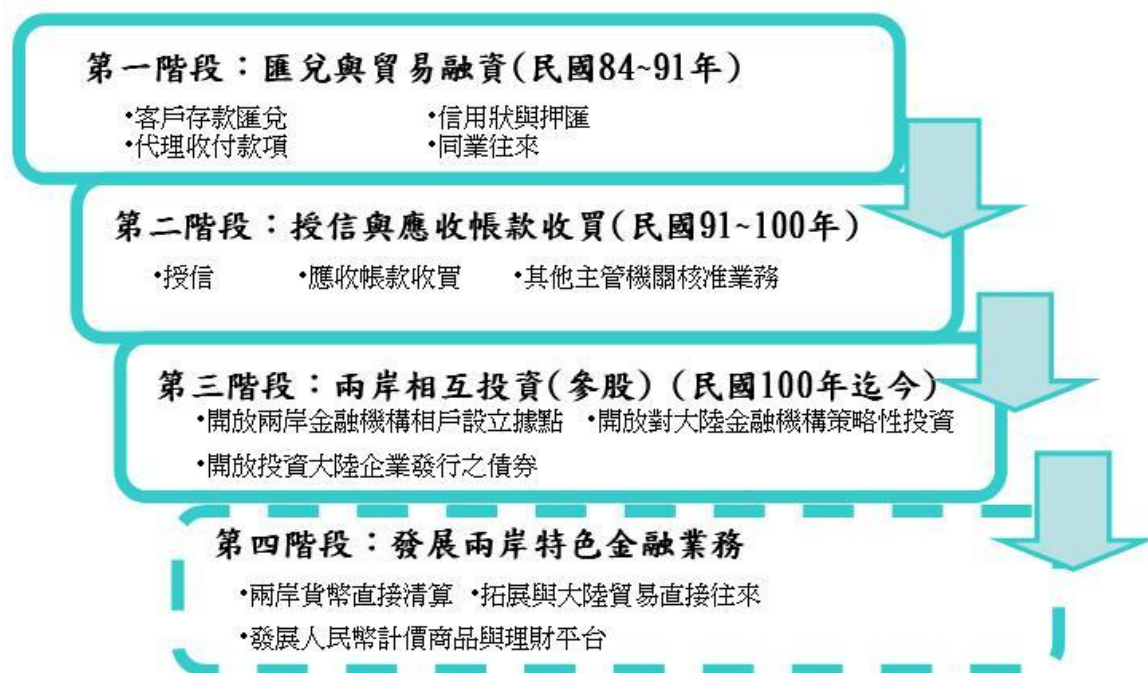 第一階段：匯兌與貿易融資(民國84~91年)
•客戶存款匯兌 •信用狀與押匯
•代理收付款項 •同業往來
第二階段：授信與應收帳款收買(民國91~100年)
•授信 •應收帳款收買 •其他主管機關核准業務
第三階段：兩岸相互投資(參股) (民國100年迄今)
•開放兩岸金融機構相戶設立據點 •開放對大陸金融機構策略性投資
•開放投資大陸企業發行之債券
第四階段：發展兩岸特色金融業務
•兩岸貨幣直接清算 •拓展與大陸貿易直接往來
•發展人民幣計價商品與理財平台